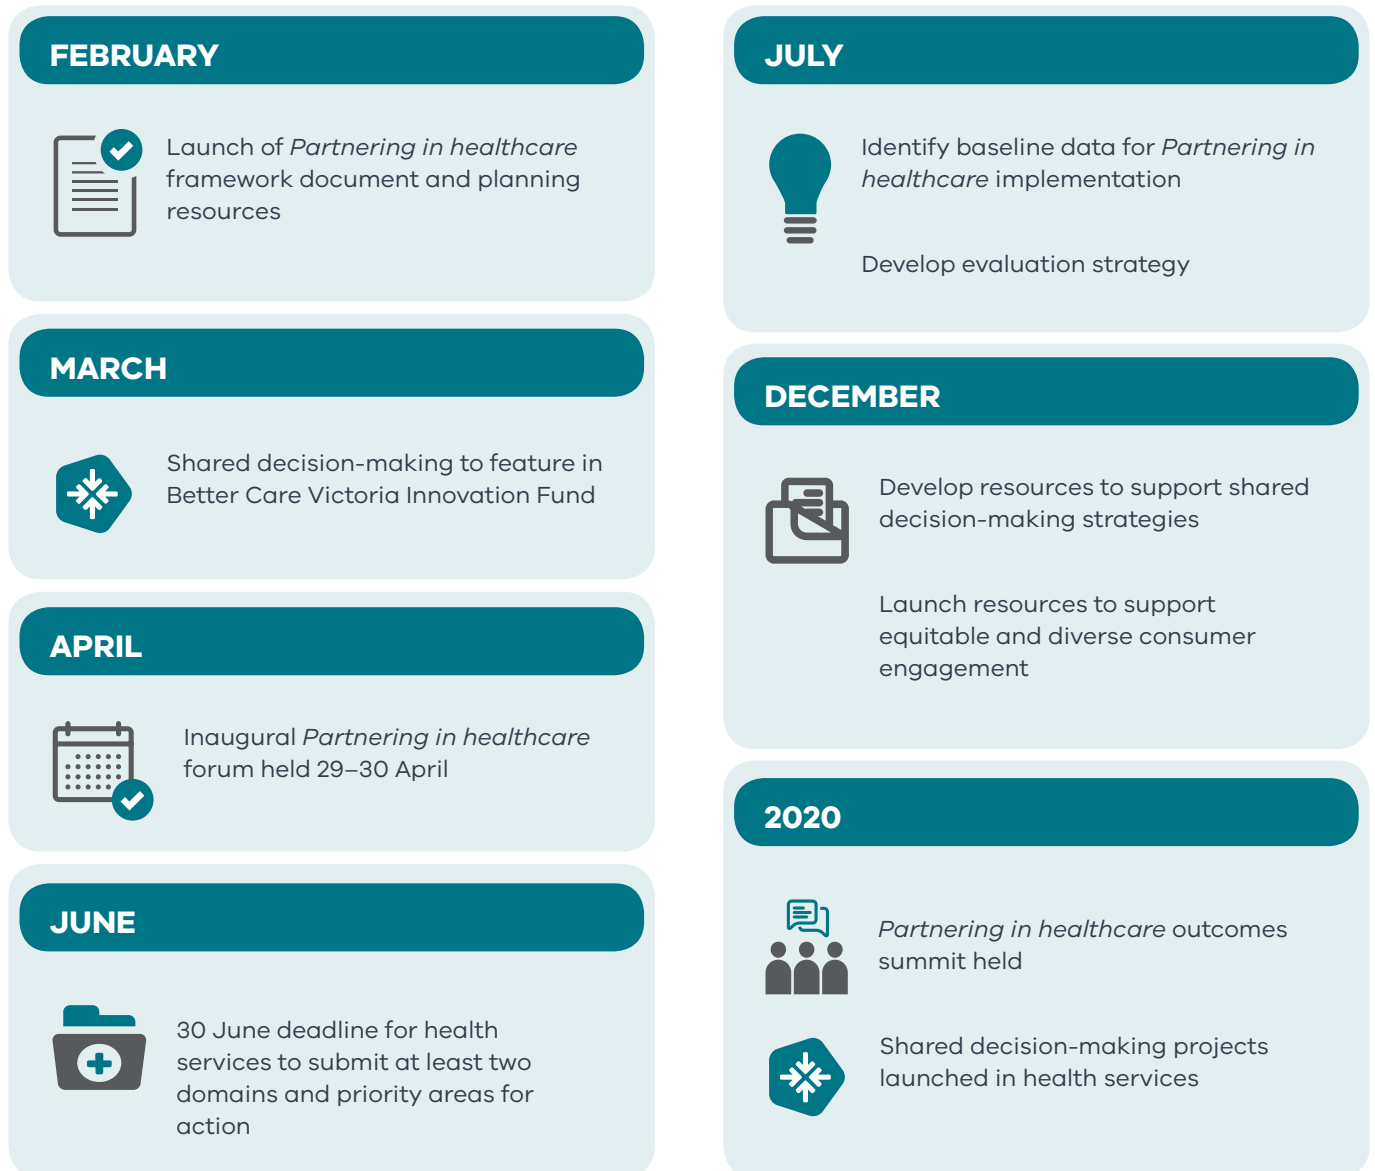 FEBRUARY
Launch of Partnering in healthcare
framework document and planning
resources
MARCH
Shared decision-making to feature in
Better Care Victoria Innovation Fund
APRIL
Inaugural Partnering in healthcare
forum held 29–30 April
JUNE
30 June deadline for health
services to submit at least two
domains and priority areas for
action
JULY
Identify baseline data for Partnering in
healthcare implementation
Develop evaluation strategy
DECEMBER
Develop resources to support shared
decision-making strategies
Launch resources to support
equitable and diverse consumer
engagement
2020
Partnering in healthcare outcomes
summit held
Shared decision-making projects
launched in health services